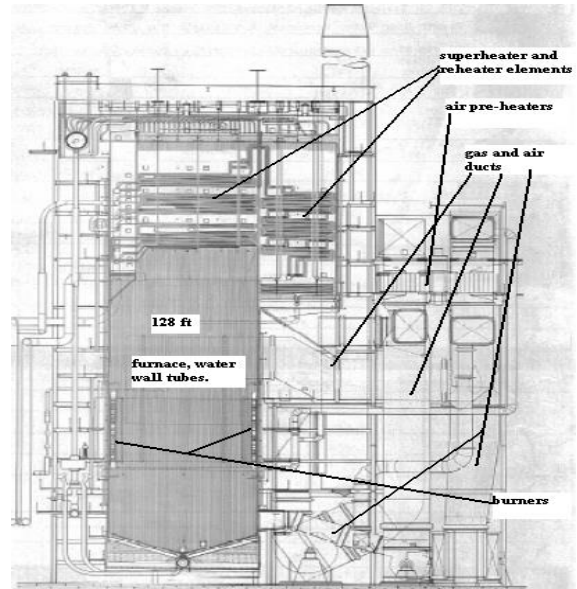 superheater and
reheater elements
air pre-heaters
gas and air
ducts
128 ft
furnace, water
wall tubes.
burners